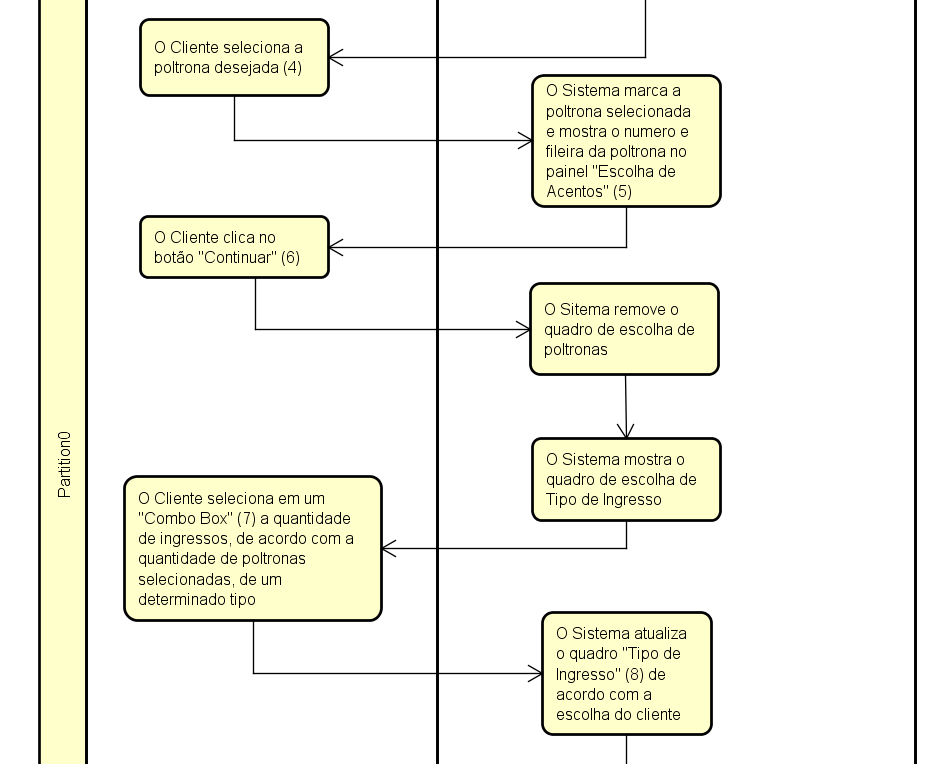 O Cliente seleciona a
poltrona desejada (4)
O Sistema marca a
poltrona selecionada
e mostra o numero e
fileira da poltrona no
painel "Escolha de
Acentos" (5)
O Cliente clica no
botão "Continuar" (6)
O Sitema remove o
quadro de escolha de
poltronas
O Sistema mostra o
quadro de escolha de
Tipo de Ingresso
Partition0
O Cliente seleciona em um
"Combo Box" (7) a quantidade
de ingressos, de acordo com a
quantidade de poltronas
selecionadas, de um
determinado tipo
O Sistema atualiza
o quadro "Tipo de
Ingresso" (8) de
acordo com a
escolha do cliente